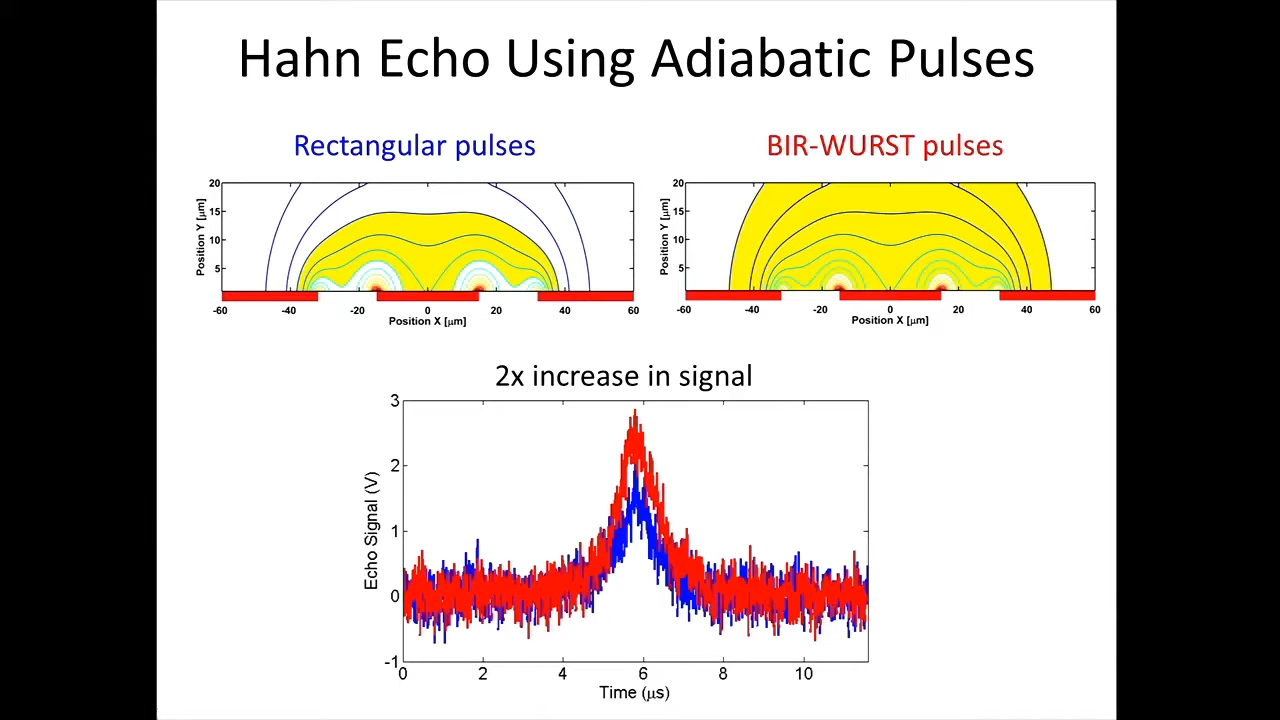 Hahn Echo Using Adiabatic Pulses
Rectangular pulses
BIR-WURST pulses
20
15
10
5
Position Y [μm]
-60 -40 -20 0 20 40 60
Position X [μm]
20
15
10
5
Position Y [μm]
-60 -40 -20 0 20 40 60
Position X [μm]
2x increase in signal
3
2
1
0
-1
Echo Signal (V)
0 2 4 6 8 10
Time (μs)